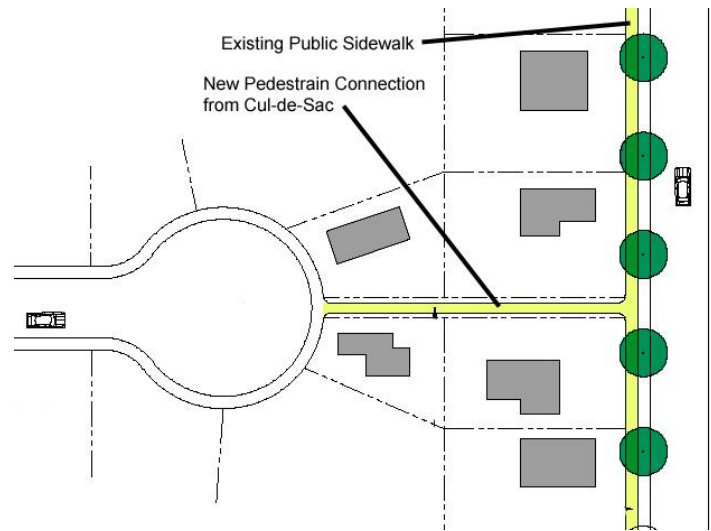 Existing Public Sidewalk
New Pedestrain Connection
from Cul-de-Sac